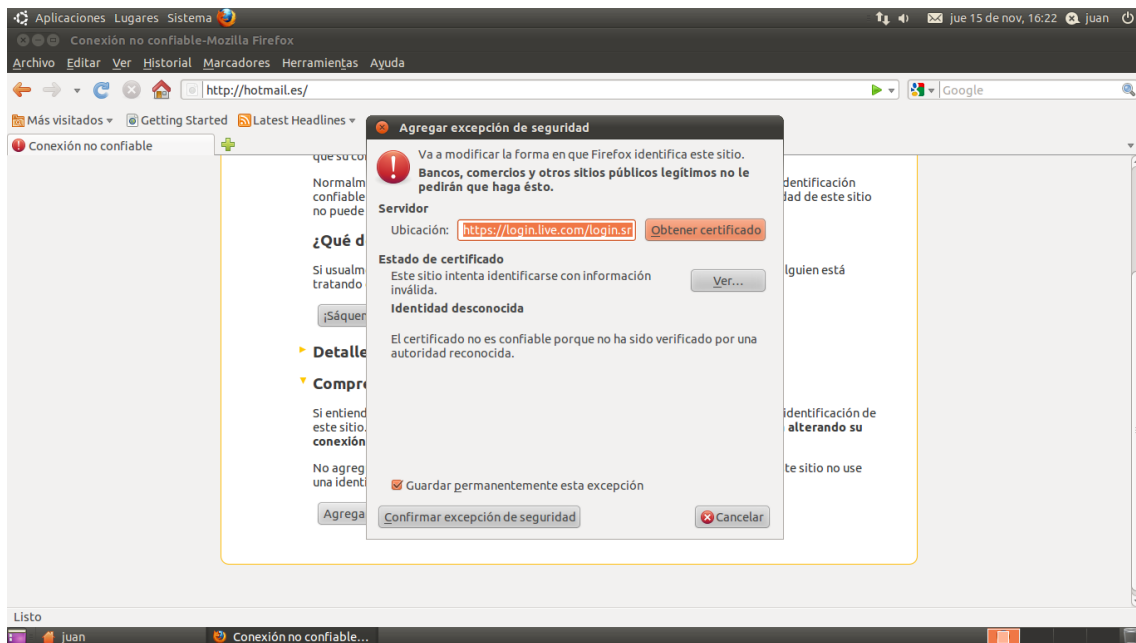 Aplicaciones Lugares Sistema
jue 15 de nov, 16:22 juan
Conexión no confiable-Mozilla Firefox
Archivo Editar Ver Historial Marcadores Herramientas Ayuda
http://hotmail.es/
Google
Más visitados Getting Started Latest Headlines
Conexión no confiable
Agregar excepción de seguridad
Va a modificar la forma en que Firefox identifica este sitio.
Bancos, comercios y otros sitios públicos legítimos no le
pedirán que haga ésto.
Servidor
Ubicación: https://login.live.com/login.sr Obtener certificado
Estado de certificado
Este sitio intenta identificarse con información
inválida.
Ver...
Identidad desconocida
El certificado no es confiable porque no ha sido verificado por una
autoridad reconocida.
Guardar permanentemente esta excepción
Confirmar excepción de seguridad Cancelar
que su co
Normalm
dentificación
confiable
dad de este sitio
no puede
¿Qué d
Si usualm
lguien está
tratando
¡Sáquen
Detalle
Compre
Si entiend
identificación de
este sitio.
alterando su
conexión
No agreg
te sitio no use
una identi
Agrega
Listo
juan Conexión no confiable...